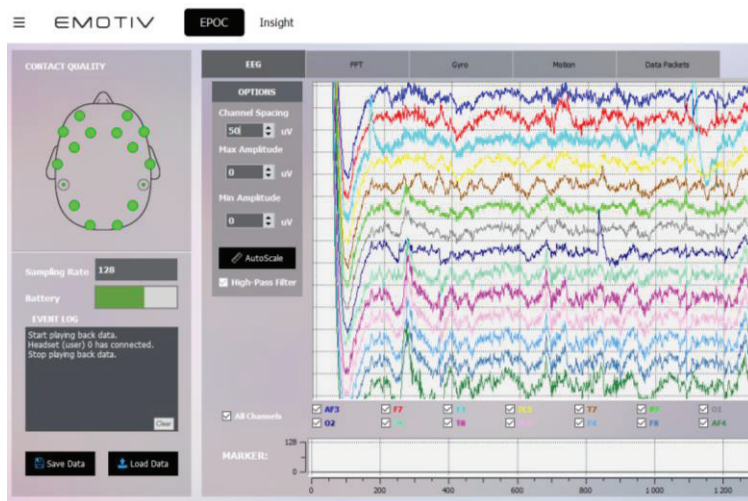 EMOTIV EPOC Insight
CONTACT QUALITY
EEG FFT Gyro Motion Data Packets
OPTIONS
Channel Spacing
50 uV
Max Amplitude
0 uV
Min Amplitude
0 uV
AutoScale
High-Pass Filter
Sampling Rate 128
Battery
EVENT LOG
Start playing back data.
Headset (user) 0 has connected.
Stop playing back data.
Clear
Save Data Load Data
All Channels
AF3 F7 F3 FC5 T7 P7 O1
O2 T8 F4 F8 AF4
MARKER:
128
0
0 200 400 600 800 1 000 1 200